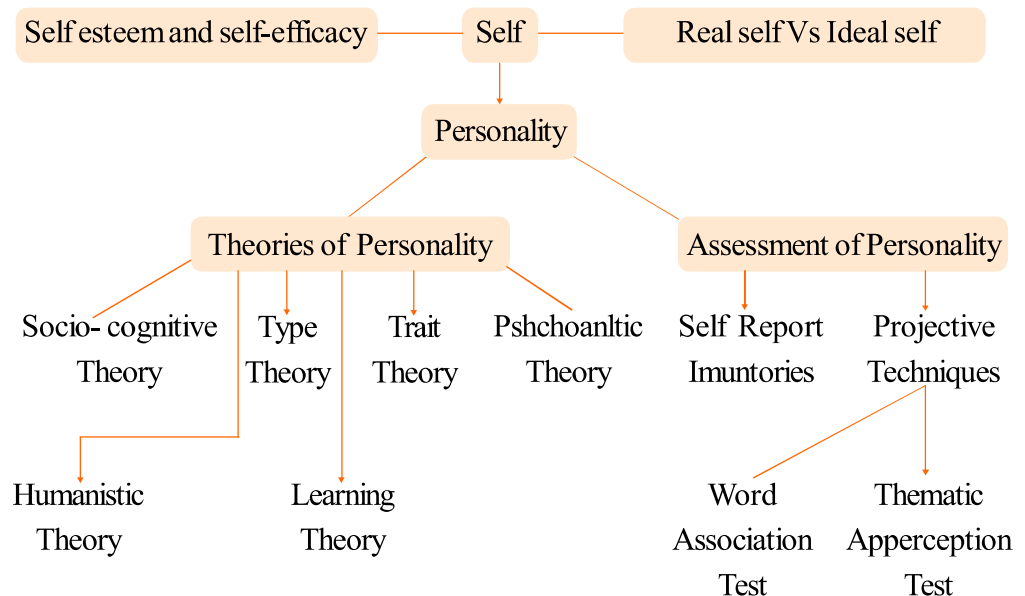 Self esteem and self-efficacy
Self
Real self Vs Ideal self
Personality
Theories of Personality
Assessment of Personality
Socio- cognitive
Theory
Type
Theory
Trait
Theory
Pshchoanltic
Theory
Self Report
Imuntories
Projective
Techniques
Humanistic
Theory
Learning
Theory
Word
Association
Test
Thematic
Apperception
Test